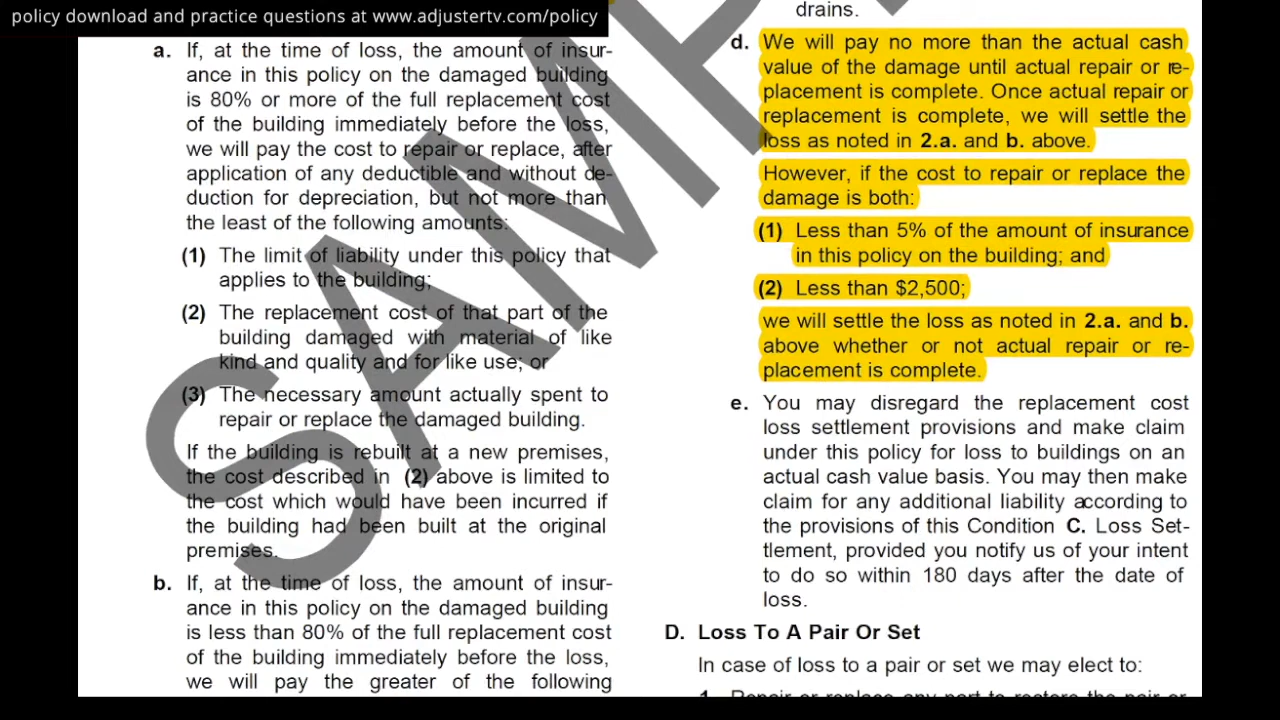 policy download and practice questions at www.adjustertv.com/policy
a. If, at the time of loss, the amount of insur-
ance in this policy on the damaged building
is 80% or more of the full replacement cost
of the building immediately before the loss,
we will pay the cost to repair or replace, after
application of any deductible and without de-
duction for depreciation, but not more than
the least of the following amounts:
(1) The limit of liability under this policy that
applies to the building;
(2) The replacement cost of that part of the
building damaged with material of like
kind and quality and for like use; or
(3) The necessary amount actually spent to
repair or replace the damaged building.
If the building is rebuilt at a new premises,
the cost described in (2) above is limited to
the cost which would have been incurred if
the building had been built at the original
premises.
b. If, at the time of loss, the amount of insur-
ance in this policy on the damaged building
is less than 80% of the full replacement cost
of the building immediately before the loss,
we will pay the greater of the following
drains.
d. We will pay no more than the actual cash
value of the damage until actual repair or re-
placement is complete. Once actual repair or
replacement is complete, we will settle the
loss as noted in 2.a. and b. above.
However, if the cost to repair or replace the
damage is both:
(1) Less than 5% of the amount of insurance
in this policy on the building; and
(2) Less than $2,500;
we will settle the loss as noted in 2.a. and b.
above whether or not actual repair or re-
placement is complete.
e. You may disregard the replacement cost
loss settlement provisions and make claim
under this policy for loss to buildings on an
actual cash value basis. You may then make
claim for any additional liability according to
the provisions of this Condition C. Loss Set-
tlement, provided you notify us of your intent
to do so within 180 days after the date of
loss.
D. Loss To A Pair Or Set
In case of loss to a pair or set we may elect to:
1. Repair or replace any part to restore the pair or